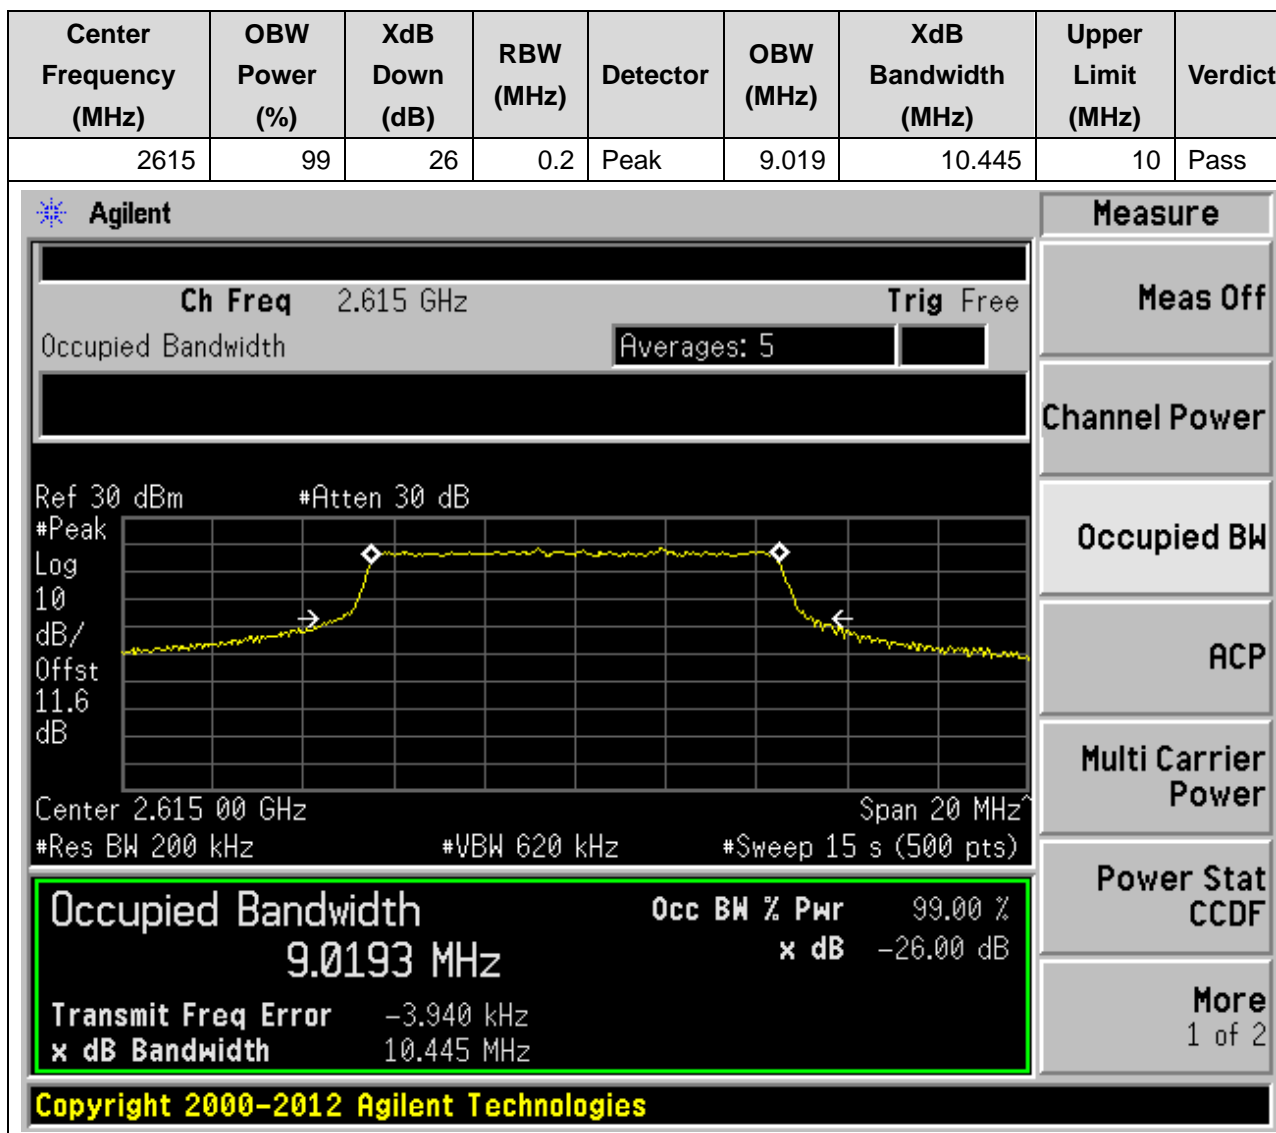 Center Frequency (MHz) OBW Power (%) XdB Down (dB) RBW (MHz) Detector OBW (MHz) XdB Bandwidth (MHz) Upper Limit (MHz) Verdict
2615 99 26 0.2 Peak 9.019 10.445 10 Pass
Agilent
Measure
Ch Freq 2.615 GHz Trig Free
Occupied Bandwidth Averages: 5
Ref 30 dBm #Atten 30 dB
#Peak
Log
10
dB/
Offst
11.6
dB
Center 2.615 00 GHz Span 20 MHz^
#Res BW 200 kHz #VBW 620 kHz #Sweep 15 s (500 pts)
Occupied Bandwidth Occ BW % Pwr 99.00 %
9.0193 MHz x dB -26.00 dB
Transmit Freq Error -3.940 kHz
x dB Bandwidth 10.445 MHz
Meas Off
Channel Power
Occupied BW
ACP
Multi Carrier
Power
Power Stat
CCDF
More
1 of 2
Copyright 2000-2012 Agilent Technologies